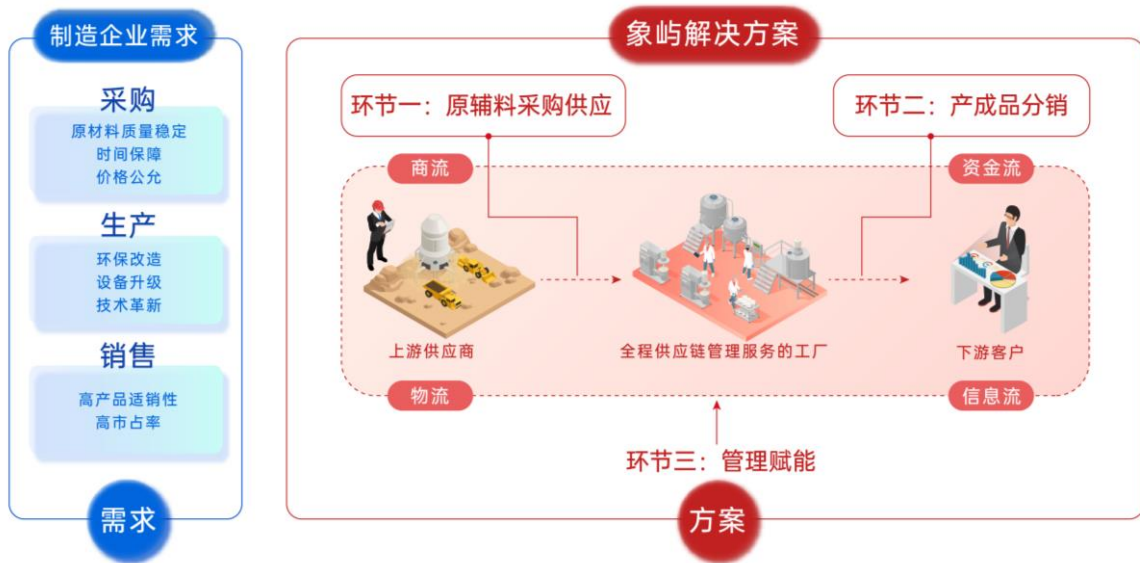 制造企业需求
采购
原材料质量稳定
时间保障
价格公允
生产
环保改造
设备升级
技术革新
销售
高产品适销性
高市占率
需求
象屿解决方案
环节一：原辅料采购供应
环节二：产成品分销
商流
资金流
上游供应商
全程供应链管理服务的工厂
下游客户
物流
信息流
环节三：管理赋能
方案